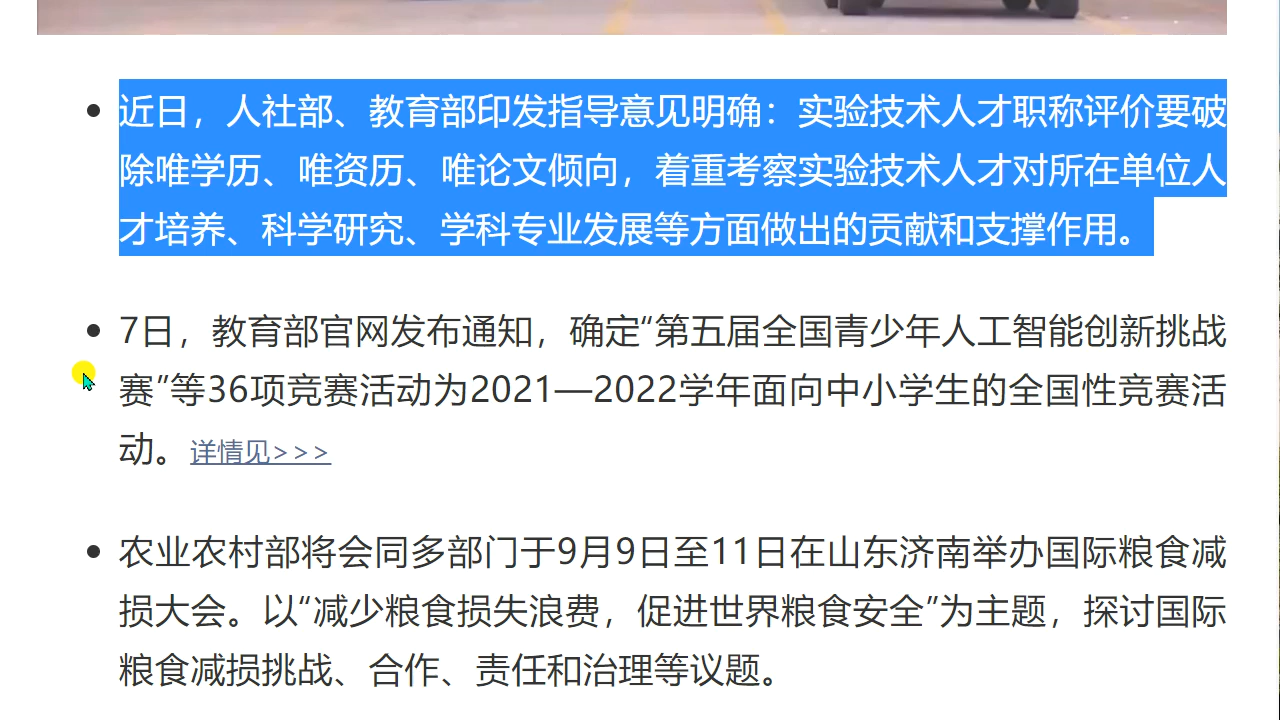 近日，人社部、教育部印发指导意见明确：实验技术人才职称评价要破
除唯学历、唯资历、唯论文倾向，着重考察实验技术人才对所在单位人
才培养、科学研究、学科专业发展等方面做出的贡献和支撑作用。
7日，教育部官网发布通知，确定“第五届全国青少年人工智能创新挑战
赛”等36项竞赛活动为2021—2022学年面向中小学生的全国性竞赛活
动。 详情见>>>
农业农村部将会同多部门于9月9日至11日在山东济南举办国际粮食减
损大会。以“减少粮食损失浪费，促进世界粮食安全”为主题，探讨国际
粮食减损挑战、合作、责任和治理等议题。